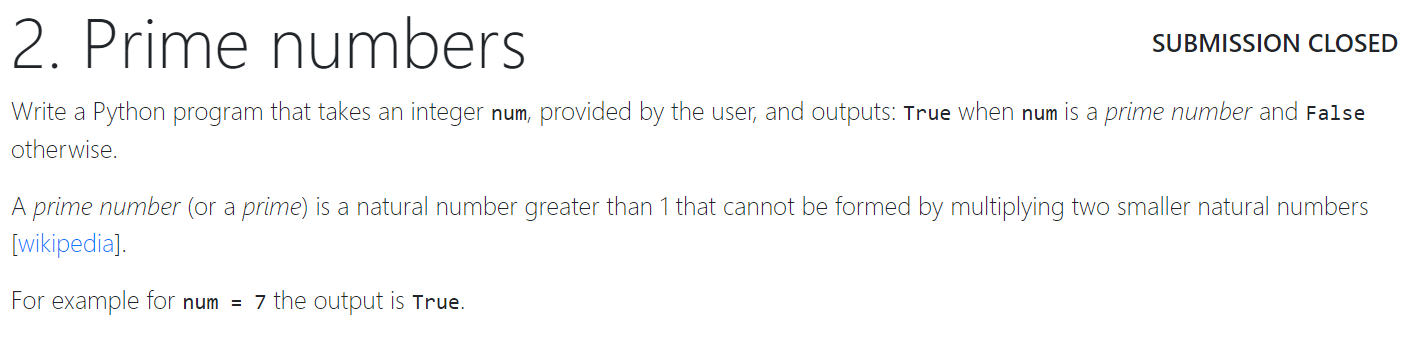 2. Prime numbers
SUBMISSION CLOSED
Write a Python program that takes an integer num, provided by the user, and outputs: True when num is a prime number and False
otherwise.
A prime number (or a prime) is a natural number greater than 1 that cannot be formed by multiplying two smaller natural numbers
[wikipedia].
For example for num = 7 the output is True.